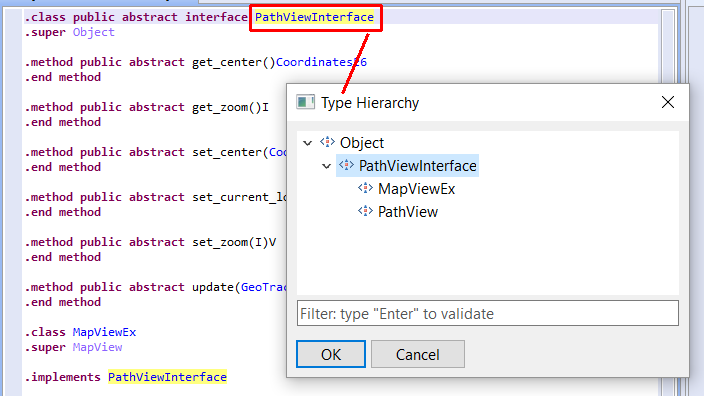 .class public abstract interface PathViewInterface
.super Object
.method public abstract get_center()Coordinates26
.end method
.method public abstract get_zoom()I
.end method
.method public abstract set_center(Coo
.end method
.method public abstract set_current_lo
.end method
.method public abstract set_zoom(I)V
.end method
.method public abstract update(GeoTrac
.end method
.class MapViewEx
.super MapView
.implements PathViewInterface
Type Hierarchy
Object
PathViewInterface
MapViewEx
PathView
Filter: type "Enter" to validate
OK
Cancel